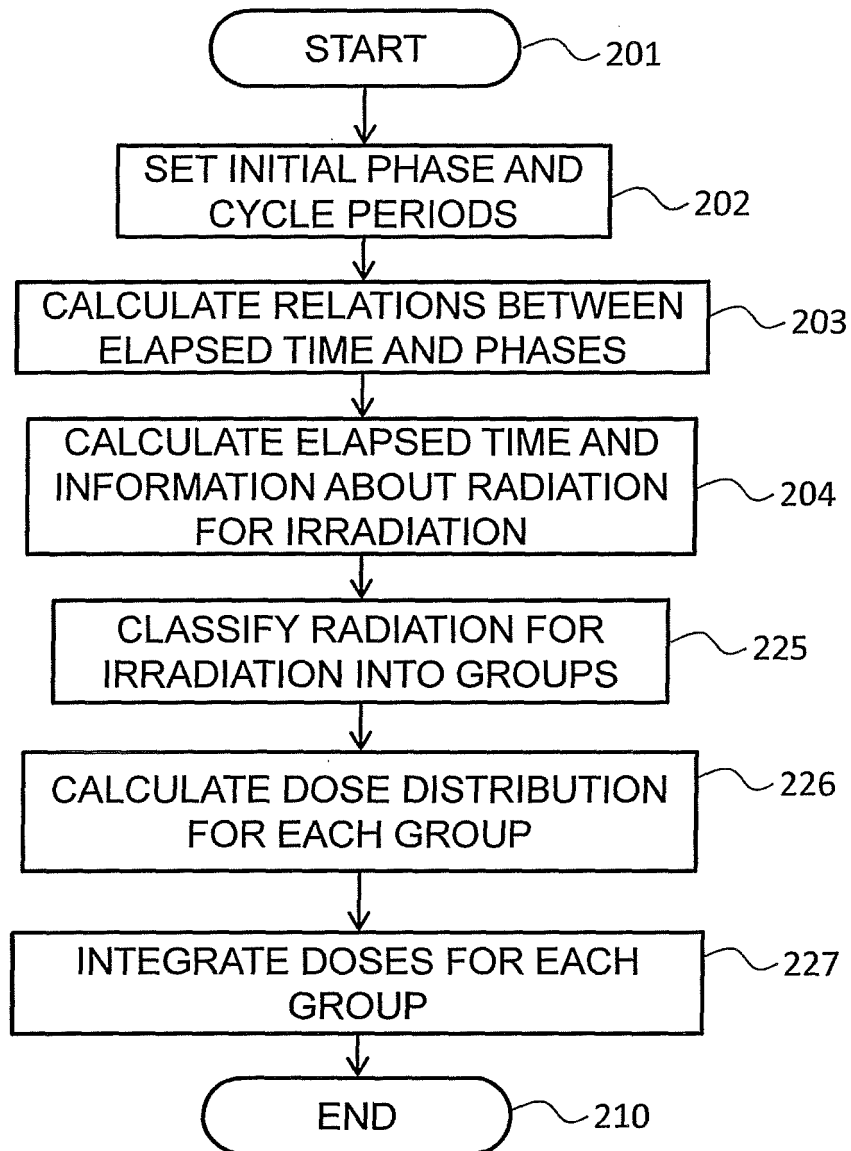 START
201
SET INITIAL PHASE AND
CYCLE PERIODS
202
CALCULATE RELATIONS BETWEEN
ELAPSED TIME AND PHASES
203
CALCULATE ELAPSED TIME AND
INFORMATION ABOUT RADIATION
FOR IRRADIATION
204
CLASSIFY RADIATION FOR
IRRADIATION INTO GROUPS
225
CALCULATE DOSE DISTRIBUTION
FOR EACH GROUP
226
INTEGRATE DOSES FOR EACH
GROUP
227
END
210